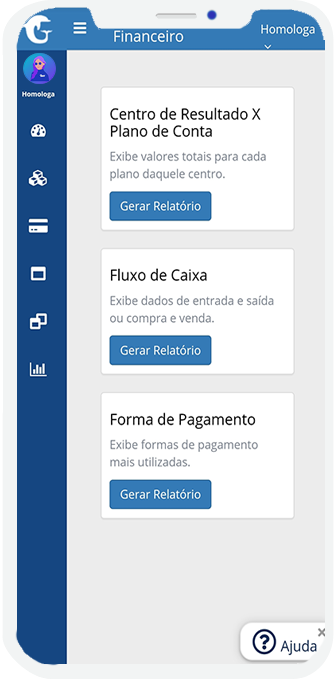 Financeiro
Homologa
Homologa
Centro de Resultado X
Plano de Conta
Exibe valores totais para cada
plano daquele centro.
Gerar Relatório
Fluxo de Caixa
Exibe dados de entrada e saída
ou compra e venda.
Gerar Relatório
Forma de Pagamento
Exibe formas de pagamento
mais utilizadas.
Gerar Relatório
Ajuda